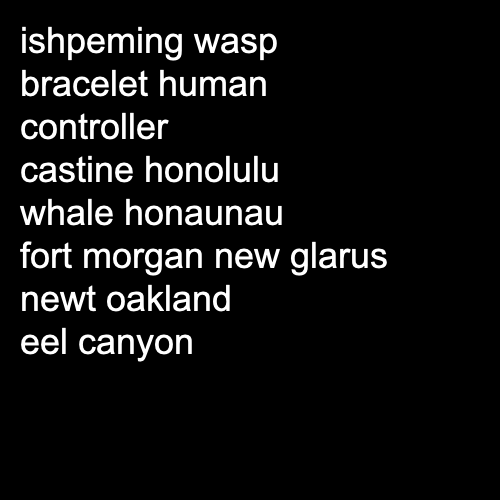 ishpeming wasp
bracelet human
controller
castine honolulu
whale honaunau
fort morgan new glarus
newt oakland
eel canyon